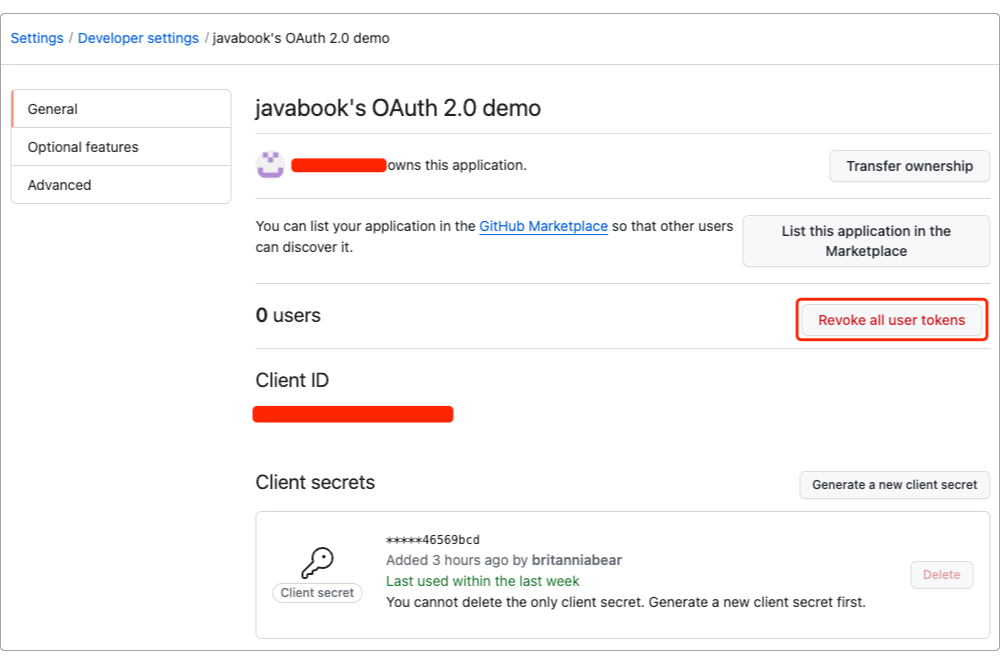 Settings / Developer settings / javabook's OAuth 2.0 demo
General
Optional features
Advanced
javabook's OAuth 2.0 demo
owns this application.
Transfer ownership
You can list your application in the GitHub Marketplace so that other users
can discover it.
List this application in the
Marketplace
0 users
Revoke all user tokens
Client ID
Client secrets
Generate a new client secret
*****46569bcd
Added 3 hours ago by britanniabear
Last used within the last week
You cannot delete the only client secret. Generate a new client secret first.
Client secret
Delete